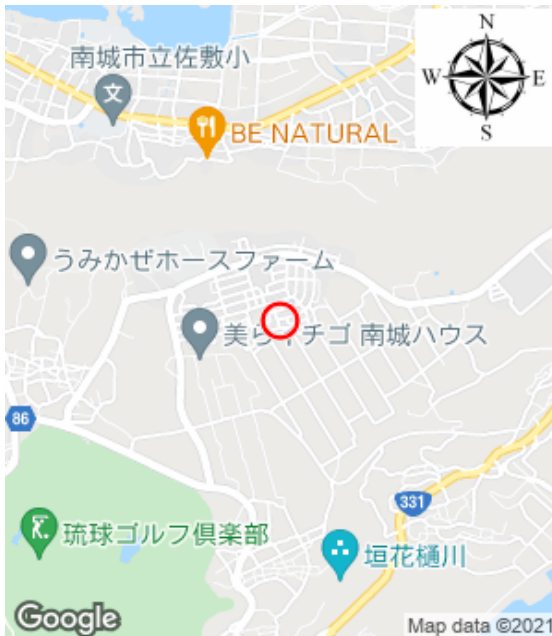 南城市立佐敷小
文
BE NATURAL
N
W
E
S
うみかぜホースファーム
美らイチゴ 南城ハウス
86
331
琉球ゴルフ倶楽部
垣花樋川
Google
Map data ©2021